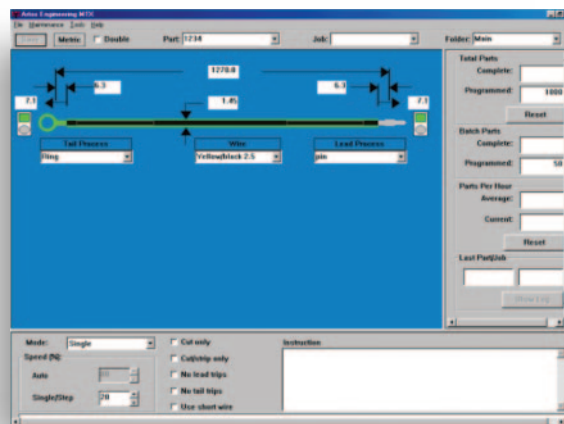 Artos Engineering MTX
File Maintenance Tools Help
Save Metric Double Part: 1234 Job: Folder: Main
1270.0
6.3 6.3
7.1 1.45 7.1
Tail Process Wire Lead Process
Ring Yellow/black 2.5 pin
Total Parts
Complete:
Programmed: 1000
Reset
Batch Parts
Complete:
Programmed: 50
Parts Per Hour
Average:
Current:
Reset
Last Part/Job
Show Log
Mode: Single
Speed (%):
Auto
Single/Step 20
Cut only
Cut/strip only
No lead trips
No tail trips
Use short wire
Instruction